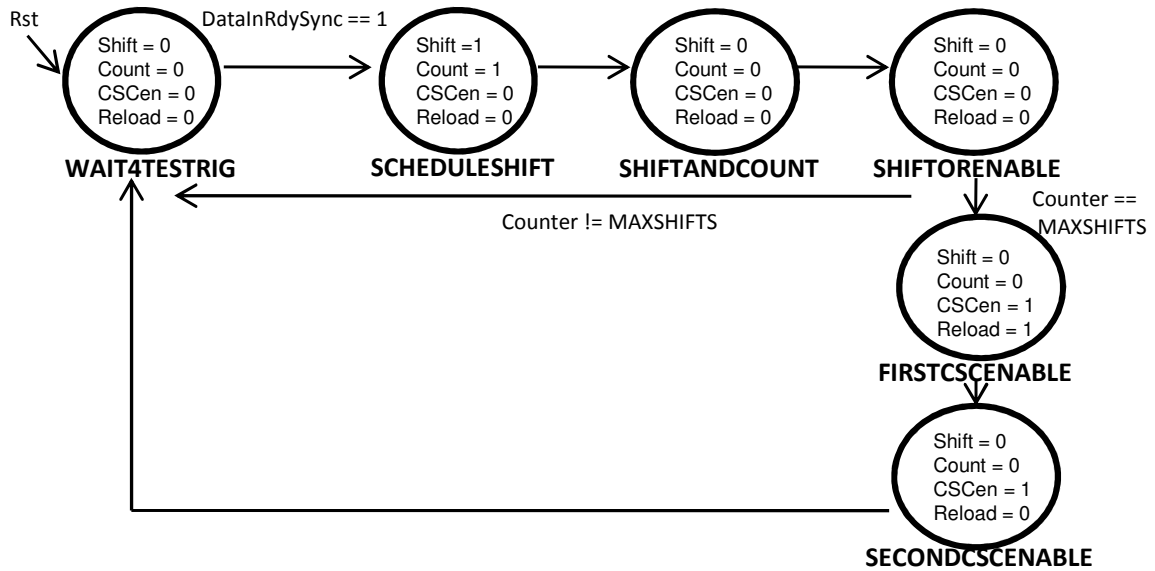 Rst
DataInRdySync == 1
Shift = 0
Count = 0
CSCen = 0
Reload = 0
WAIT4TESTRIG
Shift =1
Count = 1
CSCen = 0
Reload = 0
SCHEDULESHIFT
Shift = 0
Count = 0
CSCen = 0
Reload = 0
SHIFTANDCOUNT
Shift = 0
Count = 0
CSCen = 0
Reload = 0
SHIFTORENABLE
Counter != MAXSHIFTS
Counter ==
MAXSHIFTS
Shift = 0
Count = 0
CSCen = 1
Reload = 1
FIRSTCSCENABLE
Shift = 0
Count = 0
CSCen = 1
Reload = 0
SECONDCSCENABLE